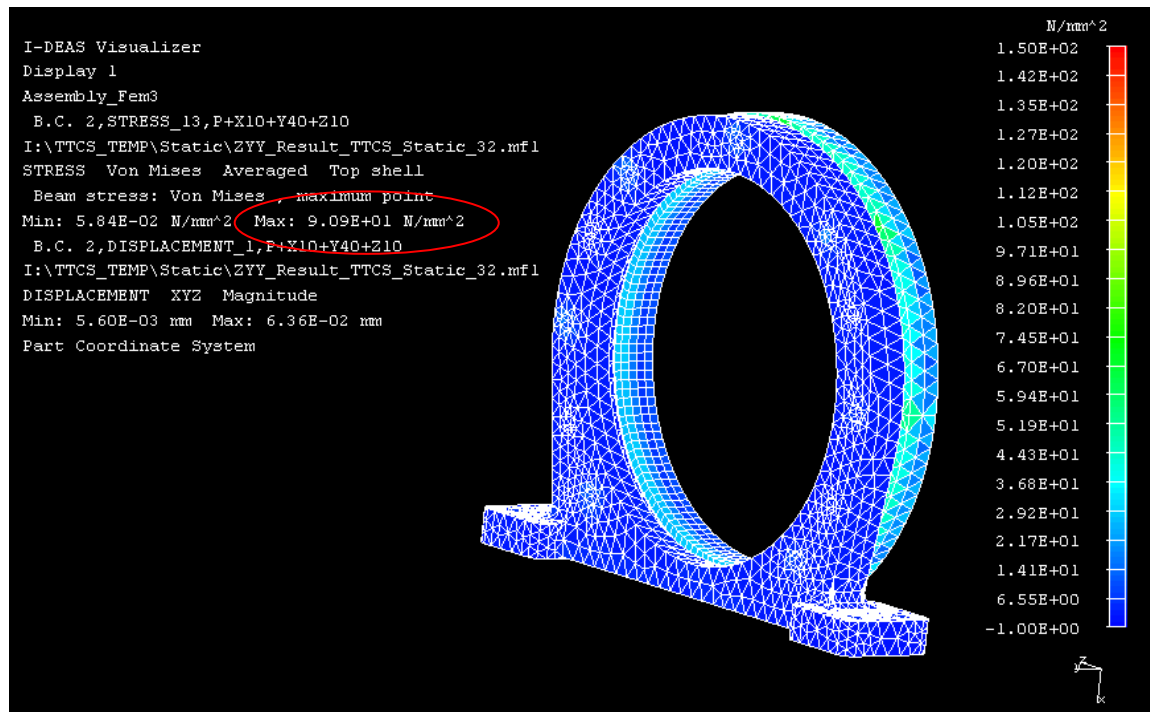 I-DEAS Visualizer
Display 1
Assembly_Fem3
B.C. 2,STRESS_13,P+X10+Y40+Z10
I:\TTCS_TEMP\Static\ZYY_Result_TTCS_Static_32.mf1
STRESS Von Mises Averaged Top shell
Beam stress: Von Mises , maximum point
Min: 5.84E-02 N/mm^2 Max: 9.09E+01 N/mm^2
B.C. 2,DISPLACEMENT_1,P+X10+Y40+Z10
I:\TTCS_TEMP\Static\ZYY_Result_TTCS_Static_32.mf1
DISPLACEMENT XYZ Magnitude
Min: 5.60E-03 mm Max: 6.36E-02 mm
Part Coordinate System
N/mm^2
1.50E+02
1.42E+02
1.35E+02
1.27E+02
1.20E+02
1.12E+02
1.05E+02
9.71E+01
8.96E+01
8.20E+01
7.45E+01
6.70E+01
5.94E+01
5.19E+01
4.43E+01
3.68E+01
2.92E+01
2.17E+01
1.41E+01
6.55E+00
-1.00E+00
Z
X